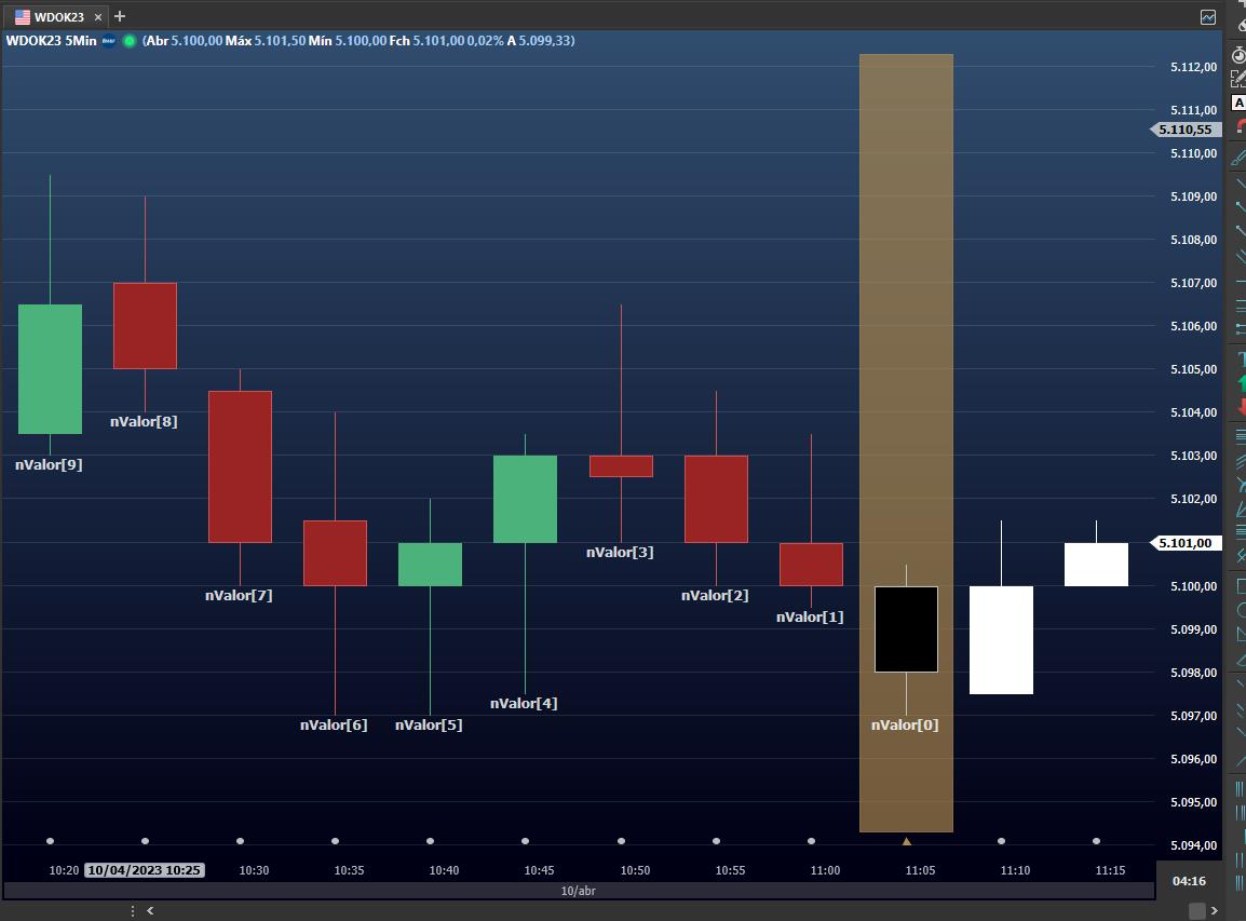 WDOK23
WDOK23 5Min (Abr 5.100,00 Máx 5.101,50 Mín 5.100,00 Fch 5.101,00 0,02% A 5.099,33)
5.112,00
5.111,00
5.110,55
5.110,00
5.109,00
5.108,00
5.107,00
5.106,00
5.105,00
5.104,00
5.103,00
5.102,00
5.101,00
5.100,00
5.099,00
5.098,00
5.097,00
5.096,00
5.095,00
5.094,00
nValor[8]
nValor[9]
nValor[3]
nValor[7]
nValor[2]
nValor[1]
nValor[4]
nValor[6]
nValor[5]
nValor[0]
10:20 10/04/2023 10:25 10:30 10:35 10:40 10:45 10:50 10:55 11:00 11:05 11:10 11:15
04:16
10/abr
A
T